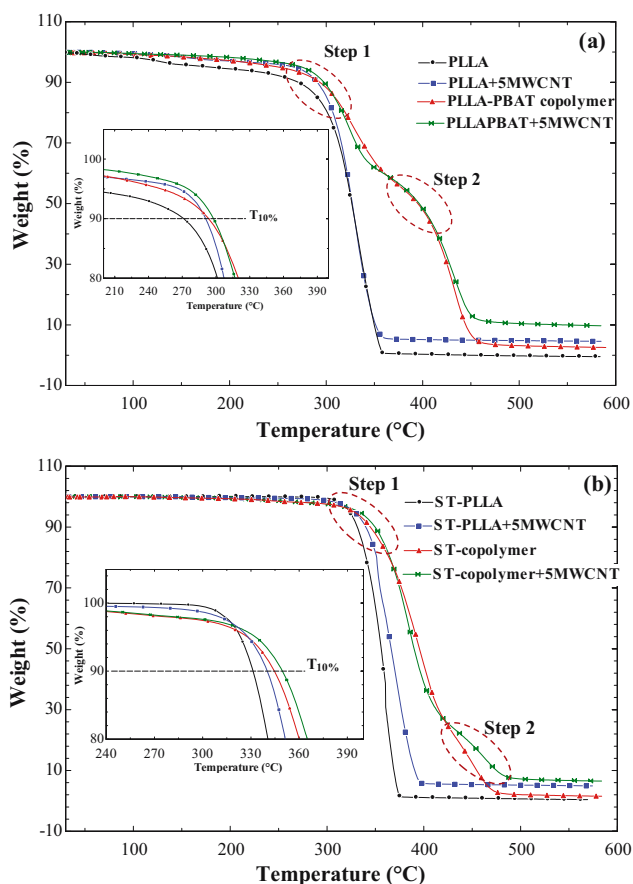 110
90
70
50
30
10
-10
Weight (%)
Step 1
(a)
PLLA
PLLA+5MWCNT
PLLA-PBAT copolymer
PLLAPBAT+5MWCNT
Step 2
100
90
80
Weight (%)
T10%
210 240 270 300 330 360 390
Temperature (°C)
100 200 300 400 500 600
Temperature (°C)
110
90
70
50
30
10
-10
Weight (%)
Step 1
(b)
ST-PLLA
ST-PLLA+5MWCNT
ST-copolymer
ST-copolymer+5MWCNT
Step 2
110
100
90
80
Weight (%)
T10%
240 270 300 330 360 390
Temperature (°C)
100 200 300 400 500 600
Temperature (°C)